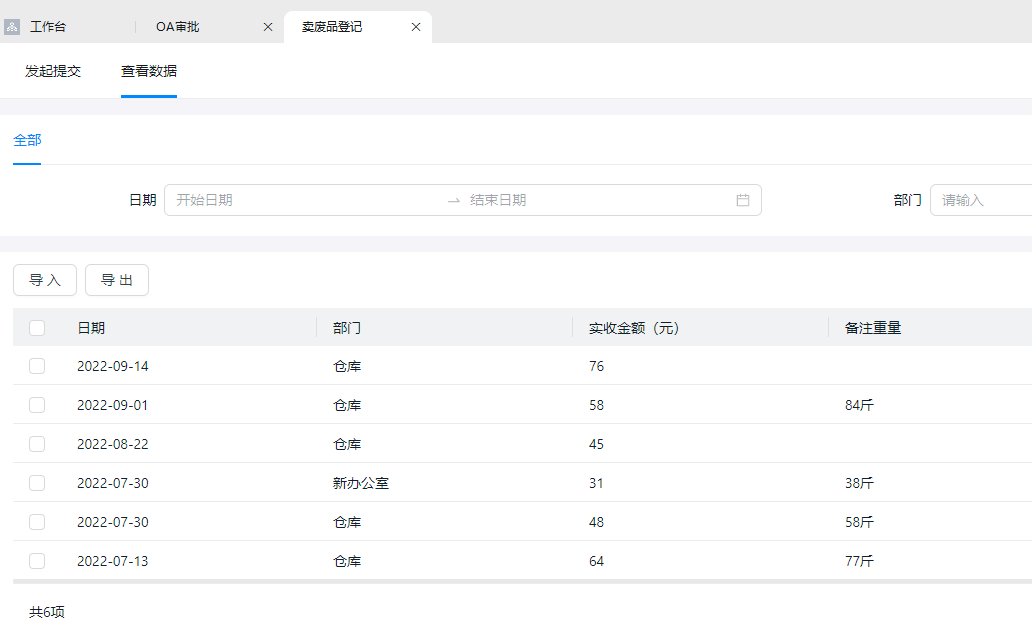 工作台 OA审批 卖废品登记
发起提交 查看数据
全部
日期 开始日期 → 结束日期 部门 请输入
导入 导出
日期 部门 实收金额（元） 备注重量
2022-09-14 仓库 76
2022-09-01 仓库 58 84斤
2022-08-22 仓库 45
2022-07-30 新办公室 31 38斤
2022-07-30 仓库 48 58斤
2022-07-13 仓库 64 77斤
共6项